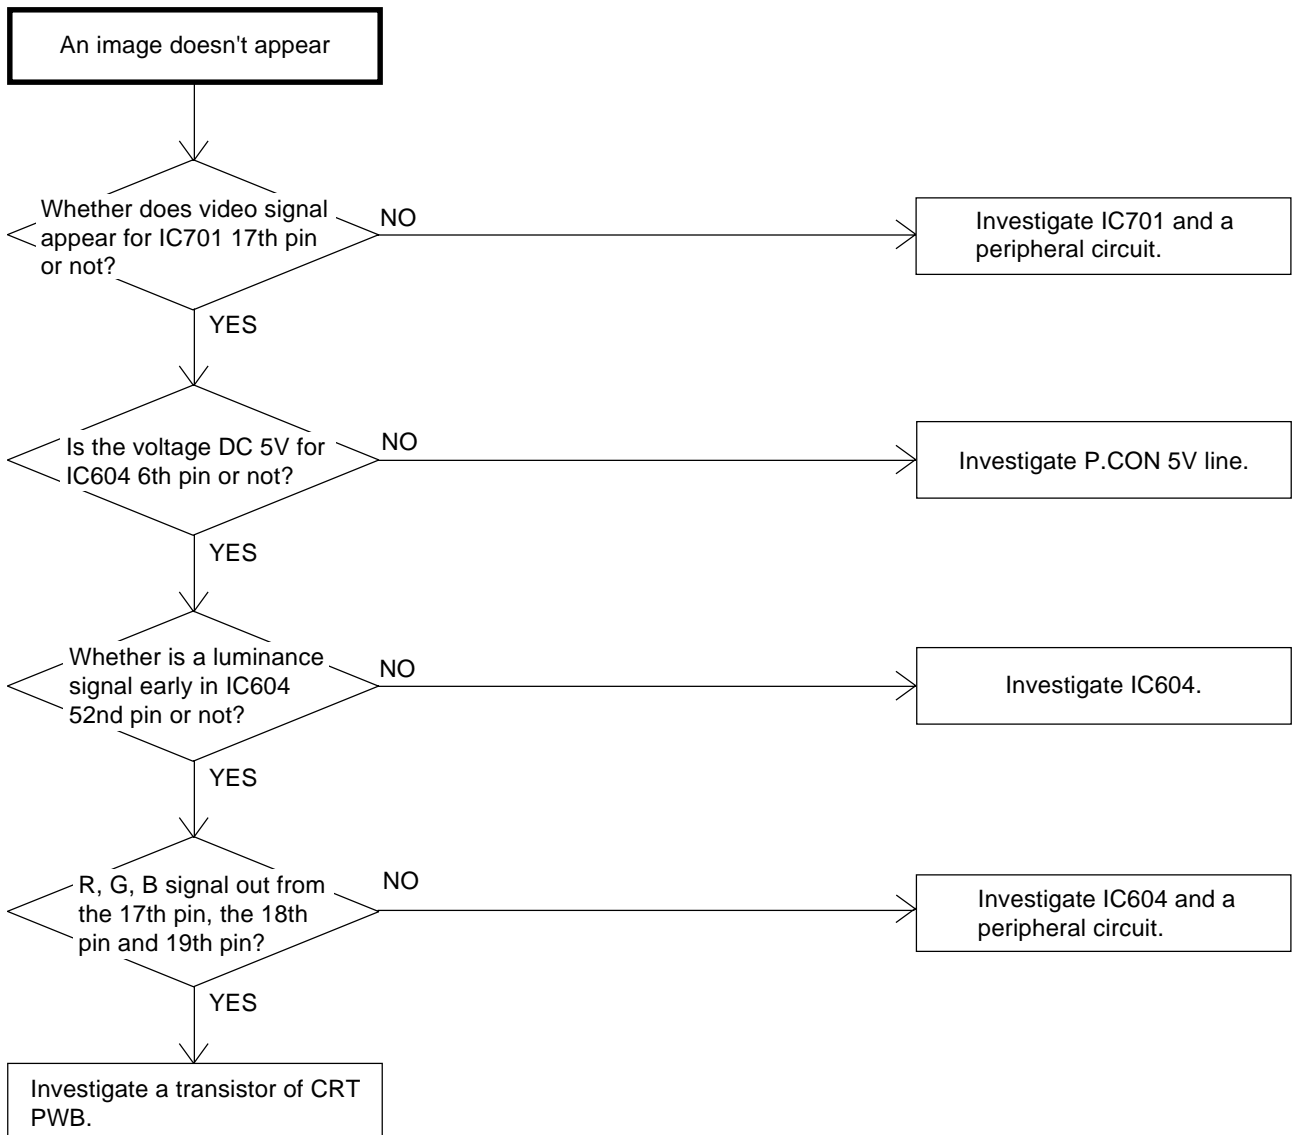 An image doesn't appear
Whether does video signal
appear for IC701 17th pin
or not?
NO
Investigate IC701 and a
peripheral circuit.
YES
Is the voltage DC 5V for
IC604 6th pin or not?
NO
Investigate P.CON 5V line.
YES
Whether is a luminance
signal early in IC604
52nd pin or not?
NO
Investigate IC604.
YES
R, G, B signal out from
the 17th pin, the 18th
pin and 19th pin?
NO
Investigate IC604 and a
peripheral circuit.
YES
Investigate a transistor of CRT
PWB.